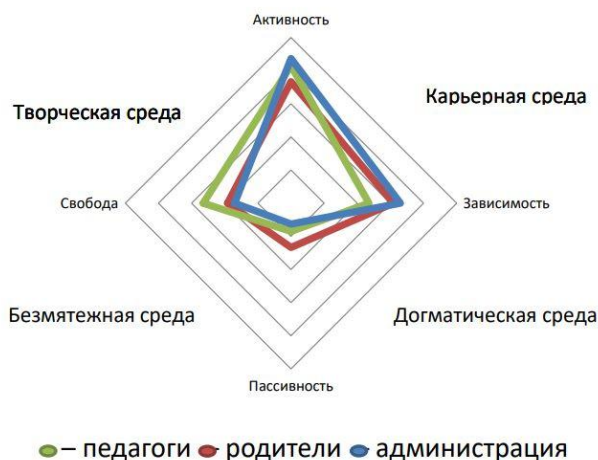 Активность
Карьерная среда
Творческая среда
Свобода
Зависимость
Безмятежная среда
Догматическая среда
Пассивность
– педагоги – родители – администрация